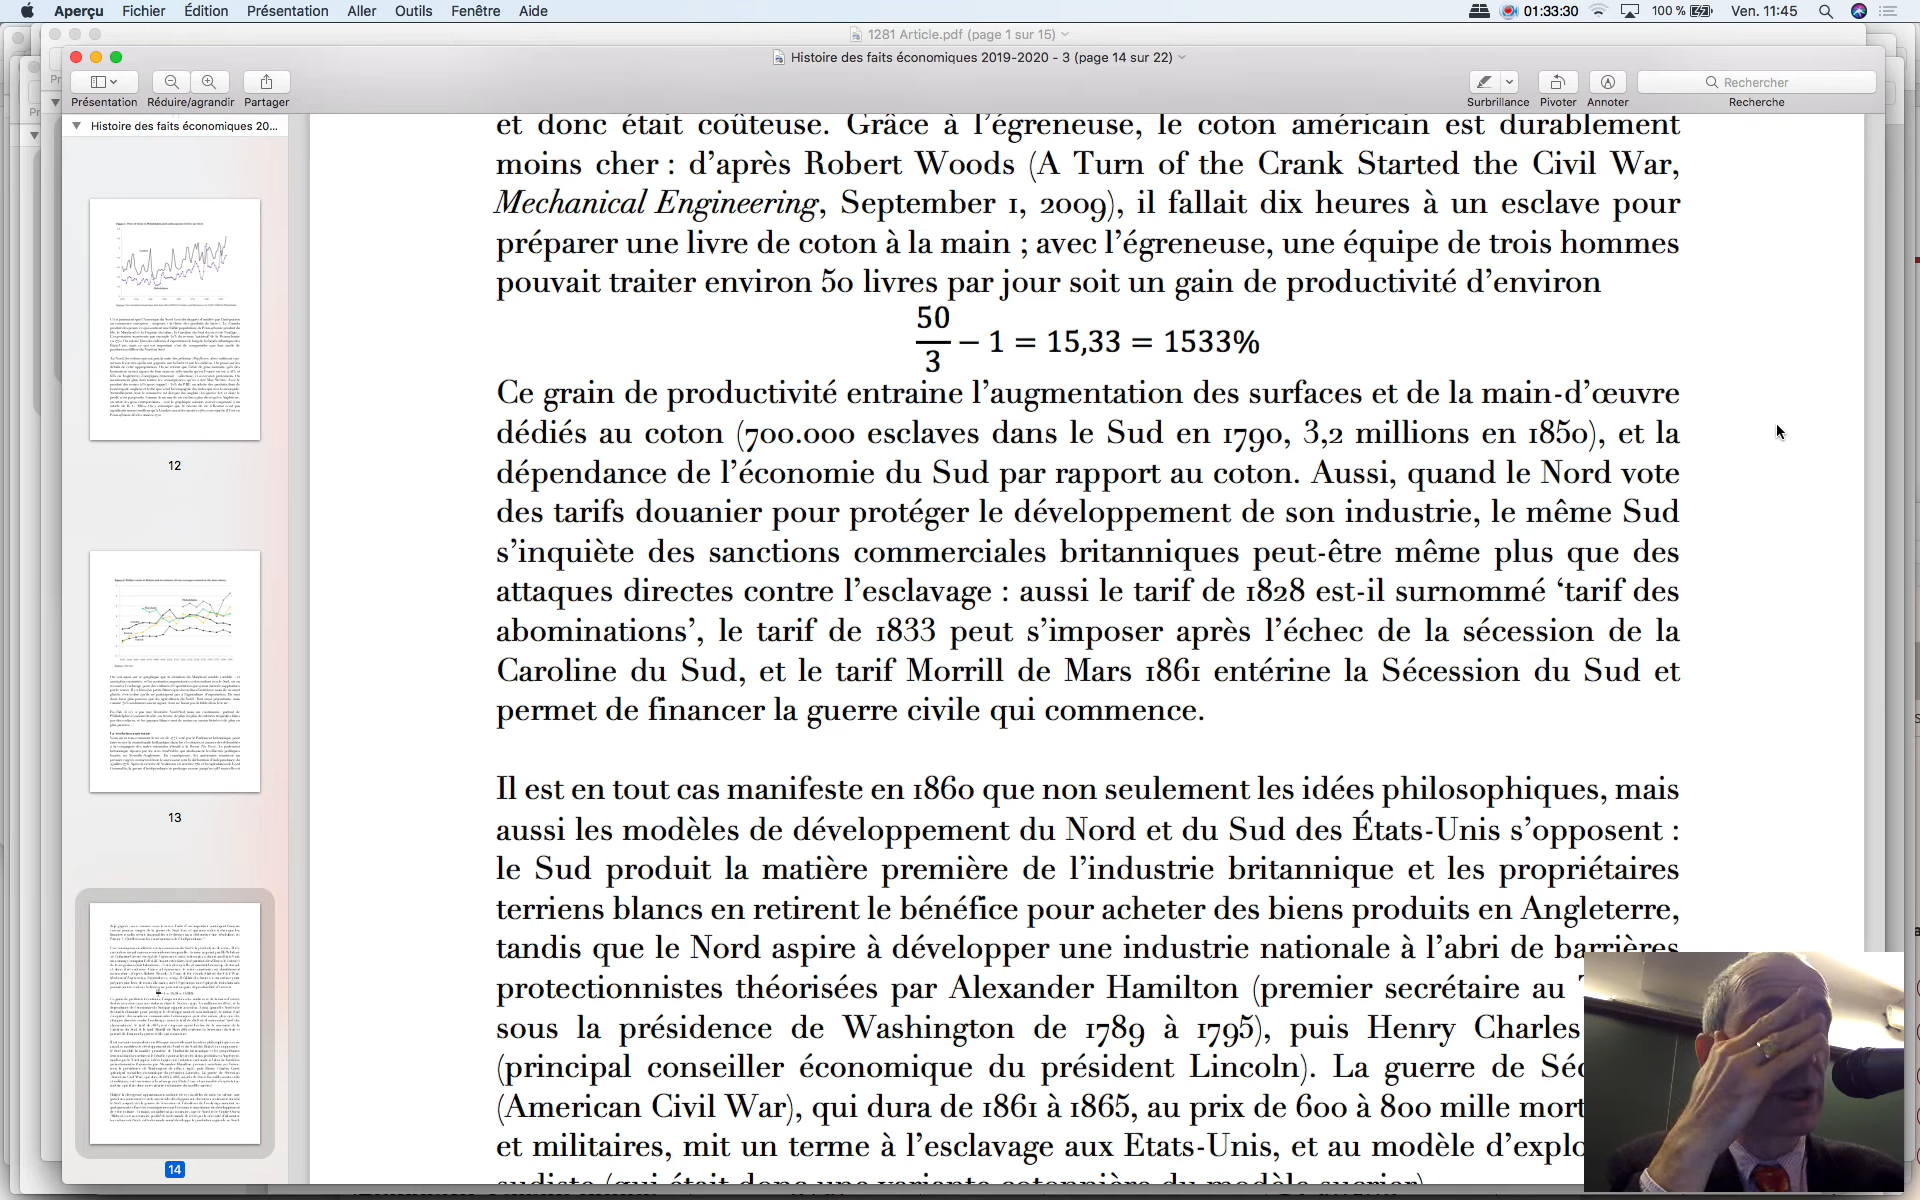 Aperçu Fichier Édition Présentation Aller Outils Fenêtre Aide 01:33:30 100 % Ven. 11:45
1281 Article.pdf (page 1 sur 15)
Histoire des faits économiques 2019-2020 - 3 (page 14 sur 22)
Rechercher
Présentation Réduire/agrandir Partager Surbrillance Pivoter Annoter Recherche
Histoire des faits économiques 20...
12
13
14
et donc était coûteuse. Grâce à l’égreneuse, le coton américain est durablement
moins cher : d’après Robert Woods (A Turn of the Crank Started the Civil War,
Mechanical Engineering, September 1, 2009), il fallait dix heures à un esclave pour
préparer une livre de coton à la main ; avec l’égreneuse, une équipe de trois hommes
pouvait traiter environ 50 livres par jour soit un gain de productivité d’environ
50
3
− 1 = 15,33 = 1533%
Ce grain de productivité entraine l’augmentation des surfaces et de la main-d’œuvre
dédiés au coton (700.000 esclaves dans le Sud en 1790, 3,2 millions en 1850), et la
dépendance de l’économie du Sud par rapport au coton. Aussi, quand le Nord vote
des tarifs douanier pour protéger le développement de son industrie, le même Sud
s’inquiète des sanctions commerciales britanniques peut-être même plus que des
attaques directes contre l’esclavage : aussi le tarif de 1828 est-il surnommé ‘tarif des
abominations’, le tarif de 1833 peut s’imposer après l’échec de la sécession de la
Caroline du Sud, et le tarif Morrill de Mars 1861 entérine la Sécession du Sud et
permet de financer la guerre civile qui commence.
Il est en tout cas manifeste en 1860 que non seulement les idées philosophiques, mais
aussi les modèles de développement du Nord et du Sud des États-Unis s’opposent :
le Sud produit la matière première de l’industrie britannique et les propriétaires
terriens blancs en retirent le bénéfice pour acheter des biens produits en Angleterre,
tandis que le Nord aspire à développer une industrie nationale à l’abri de barrières
protectionnistes théorisées par Alexander Hamilton (premier secrétaire au
sous la présidence de Washington de 1789 à 1795), puis Henry Charles
(principal conseiller économique du président Lincoln). La guerre de Séc
(American Civil War), qui dura de 1861 à 1865, au prix de 600 à 800 mille mort
et militaires, mit un terme à l’esclavage aux Etats-Unis, et au modèle d’explo
sudiste (qui était donc une variante cotonnière du modèle sucrier)